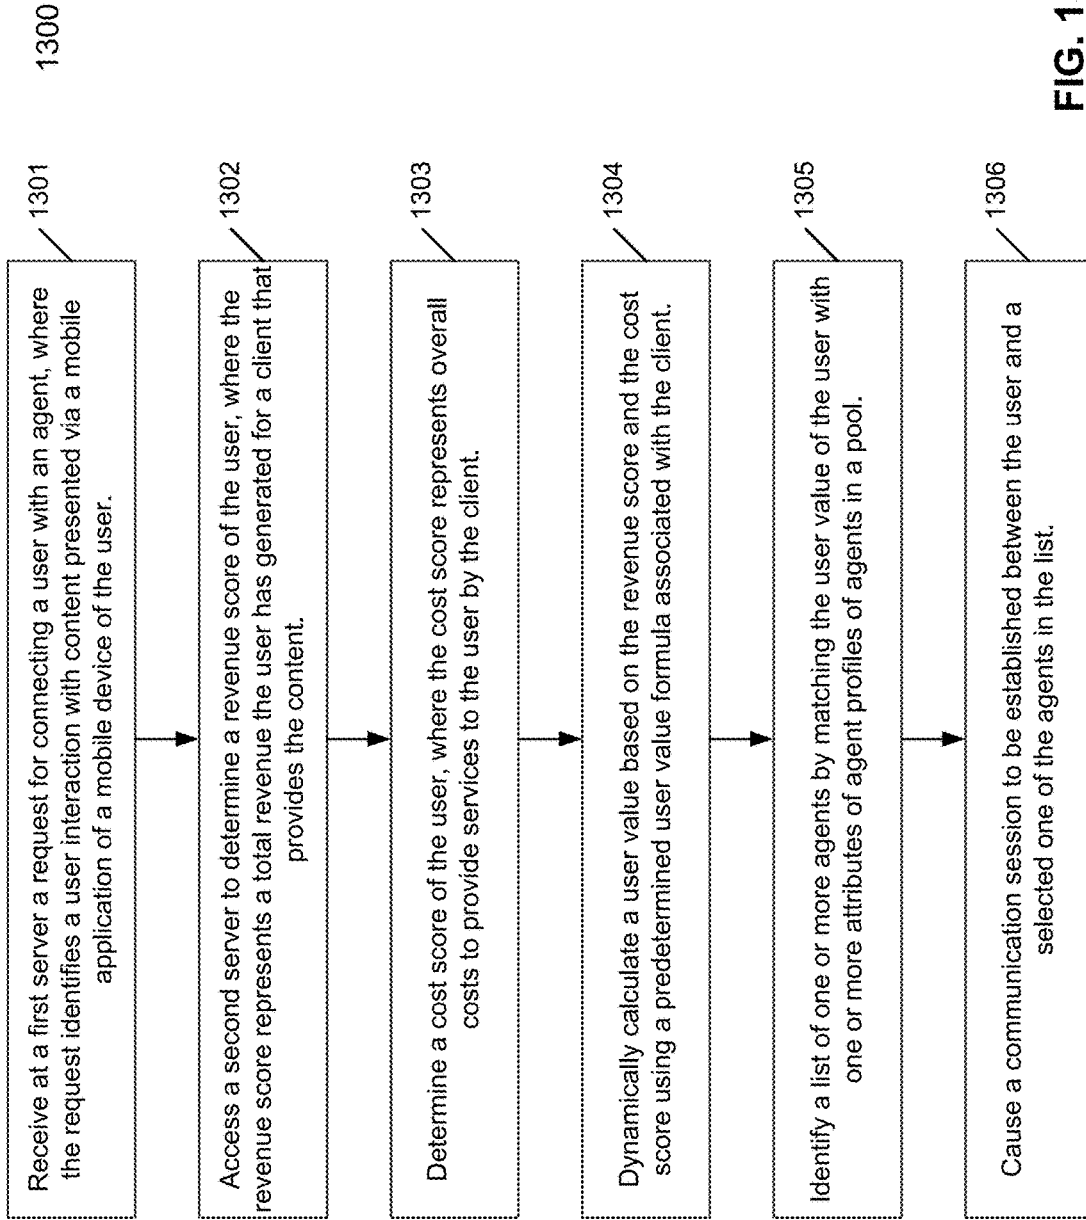 1300
1301
Receive at a first server a request for connecting a user with an agent, where
the request identifies a user interaction with content presented via a mobile
application of a mobile device of the user.
1302
Access a second server to determine a revenue score of the user, where the
revenue score represents a total revenue the user has generated for a client that
provides the content.
1303
Determine a cost score of the user, where the cost score represents overall
costs to provide services to the user by the client.
1304
Dynamically calculate a user value based on the revenue score and the cost
score using a predetermined user value formula associated with the client.
1305
Identify a list of one or more agents by matching the user value of the user with
one or more attributes of agent profiles of agents in a pool.
1306
Cause a communication session to be established between the user and a
selected one of the agents in the list.
FIG. 1